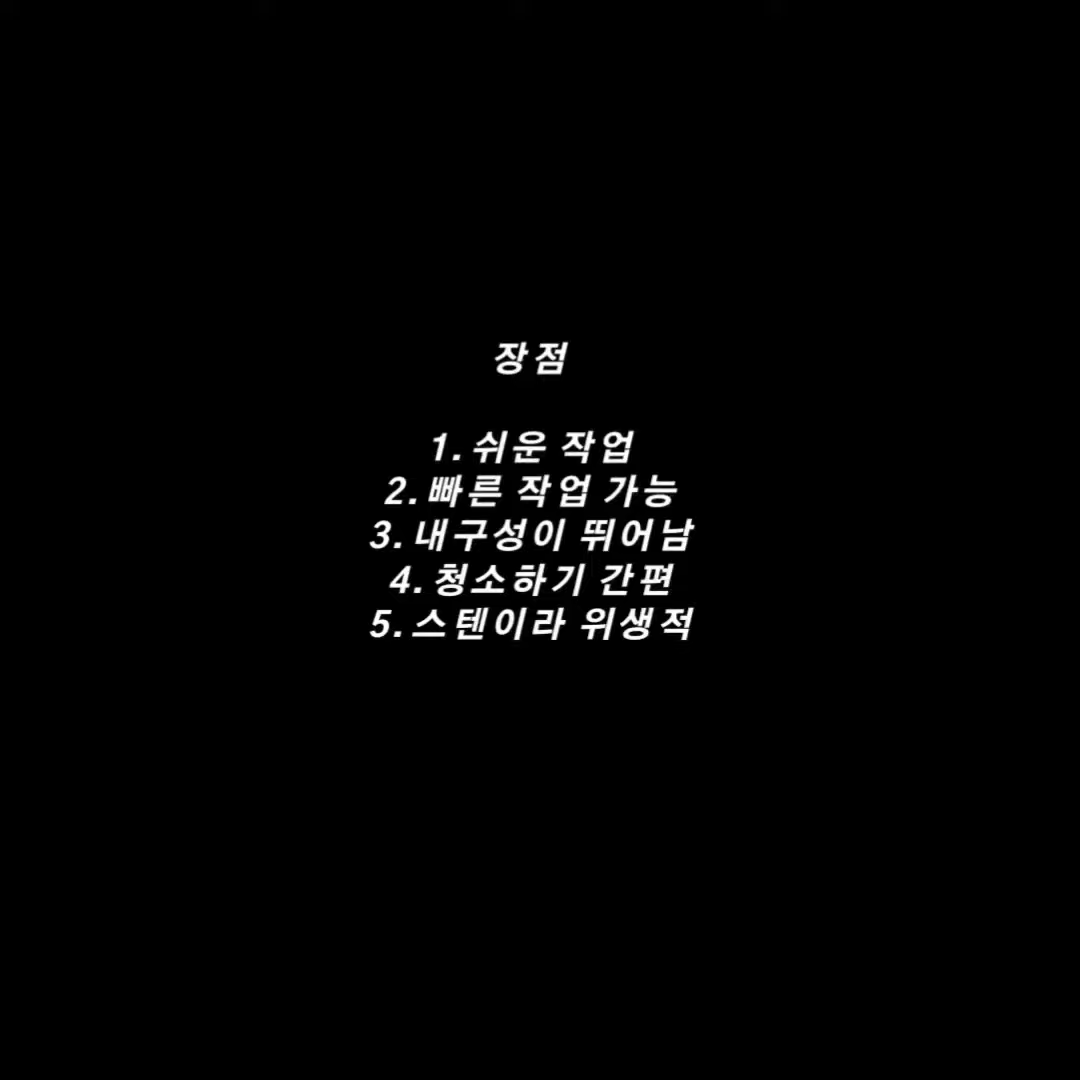 장점
1. 쉬운 작업
2. 빠른 작업 가능
3. 내구성이 뛰어남
4. 청소하기 간편
5. 스텐이라 위생적